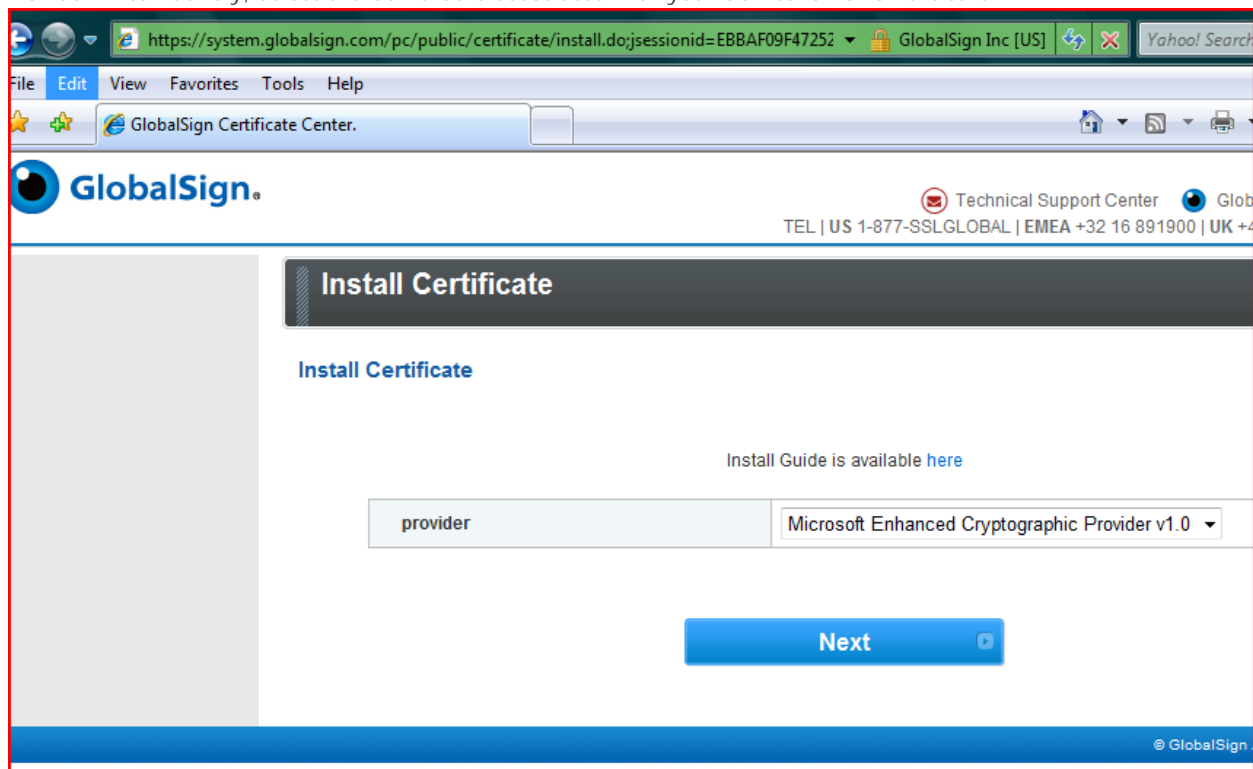 https://system.globalsign.com/pc/public/certificate/install.do;jsessionid=EBBAF09F47252 GlobalSign Inc [US] Yahoo! Search
File Edit View Favorites Tools Help
GlobalSign Certificate Center.
GlobalSign®
Technical Support Center Glob
TEL | US 1-877-SSLGLOBAL | EMEA +32 16 891900 | UK +4
Install Certificate
Install Certificate
Install Guide is available here
provider Microsoft Enhanced Cryptographic Provider v1.0
Next
© GlobalSign